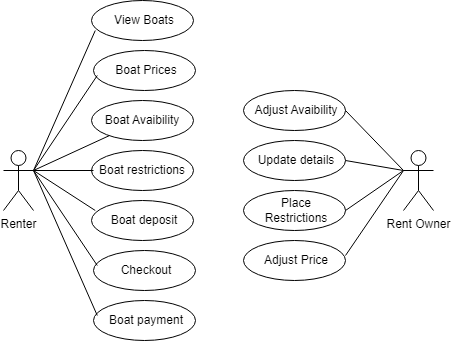 View Boats
Boat Prices
Boat Avaibility
Boat restrictions
Boat deposit
Checkout
Boat payment
Renter
Adjust Avaibility
Update details
Place
Restrictions
Adjust Price
Rent Owner